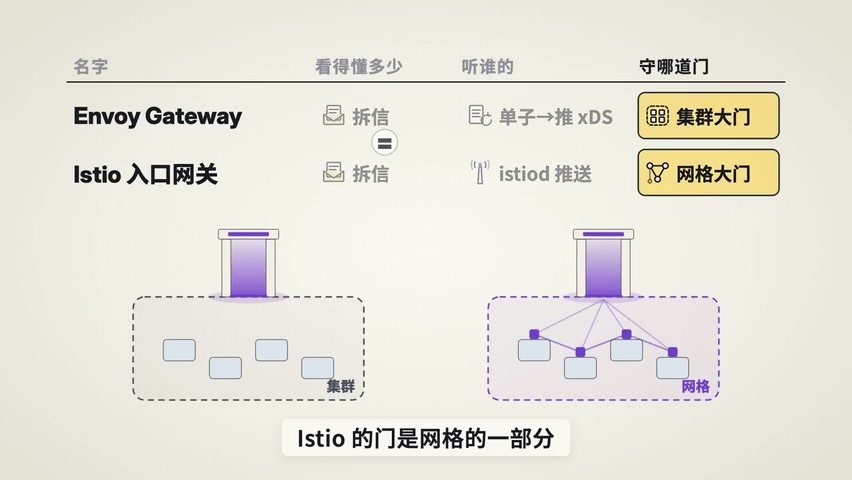 名字 看得懂多少 听谁的 守哪道门
Envoy Gateway 拆信 单子→推 xDS 集群大门
Istio 入口网关 拆信 istiod 推送 网格大门
集群 网格
Istio 的门是网格的一部分